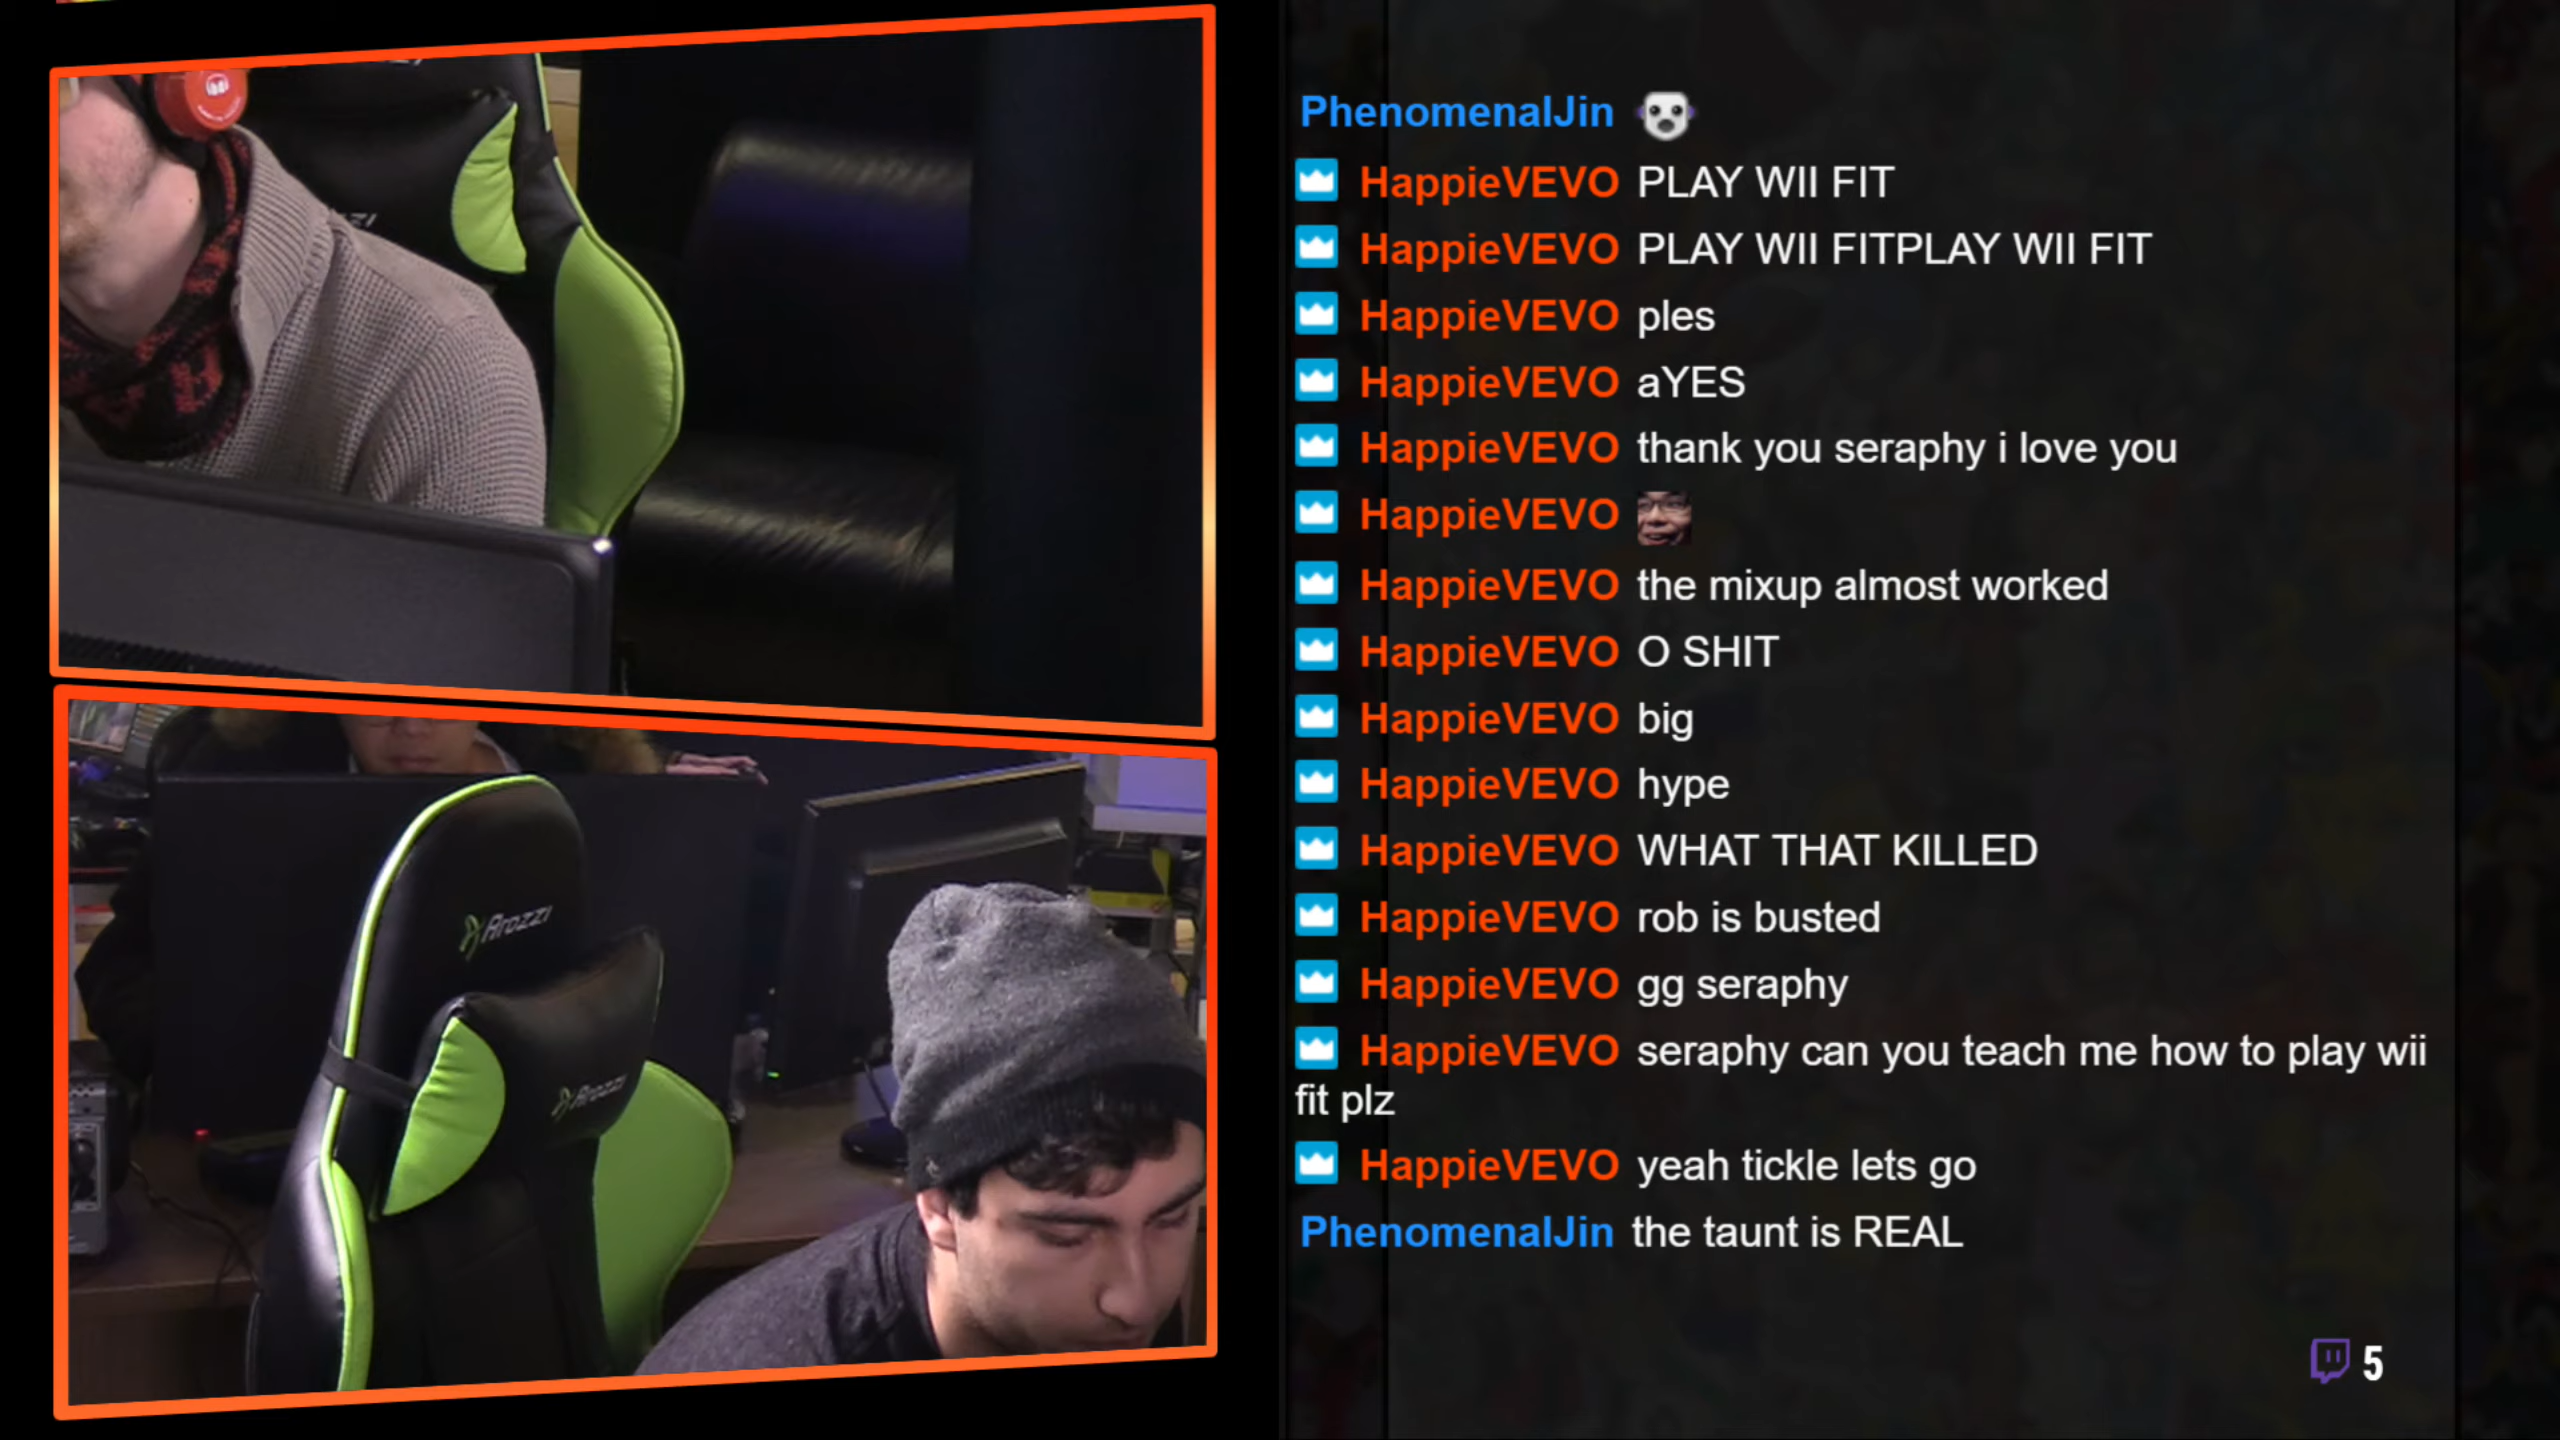 PhenomenalJin
HappieVEVO PLAY WII FIT
HappieVEVO PLAY WII FITPLAY WII FIT
HappieVEVO ples
HappieVEVO aYES
HappieVEVO thank you seraphy i love you
HappieVEVO
HappieVEVO the mixup almost worked
HappieVEVO O SHIT
HappieVEVO big
HappieVEVO hype
HappieVEVO WHAT THAT KILLED
HappieVEVO rob is busted
HappieVEVO gg seraphy
HappieVEVO seraphy can you teach me how to play wii
fit plz
HappieVEVO yeah tickle lets go
PhenomenalJin the taunt is REAL
5
Arozzi
Arozzi